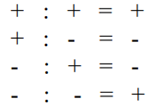 + : + = +
+ : - = -
- : + = -
- : - = +